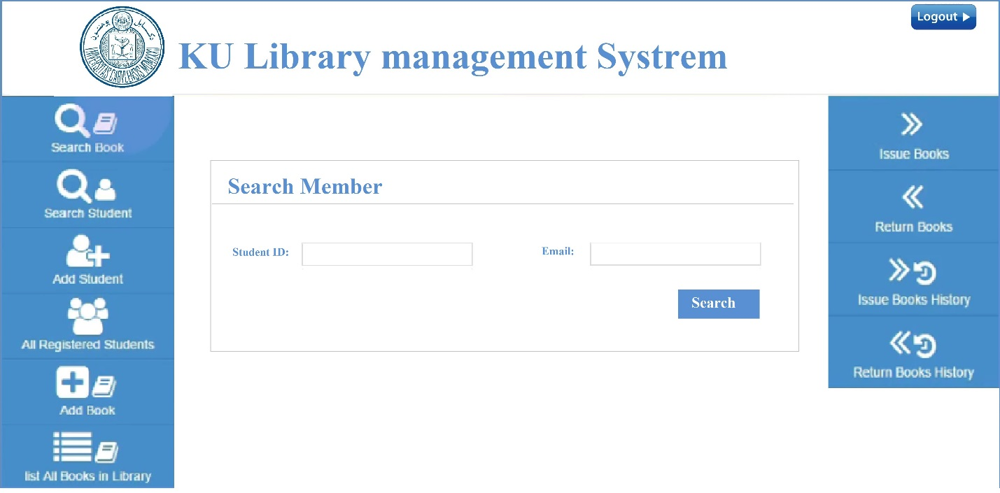 Logout
KU Library management Systrem
Search Book
Search Student
Add Student
All Registered Students
Add Book
list All Books in Library
Search Member
Student ID:
Email:
Search
Issue Books
Return Books
Issue Books History
Return Books History